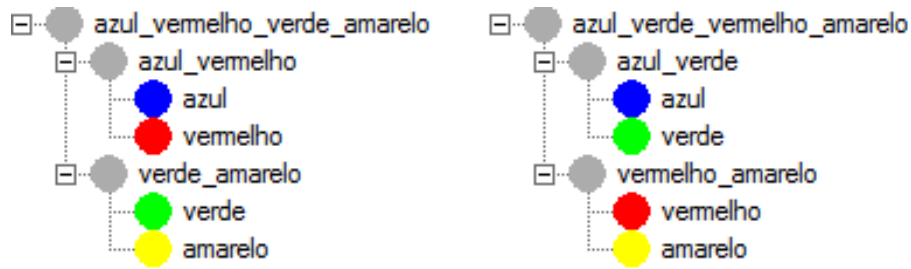 azul_vermelho_verde_amarelo
azul_vermelho
azul
vermelho
verde_amarelo
verde
amarelo
azul_verde_vermelho_amarelo
azul_verde
azul
verde
vermelho_amarelo
vermelho
amarelo